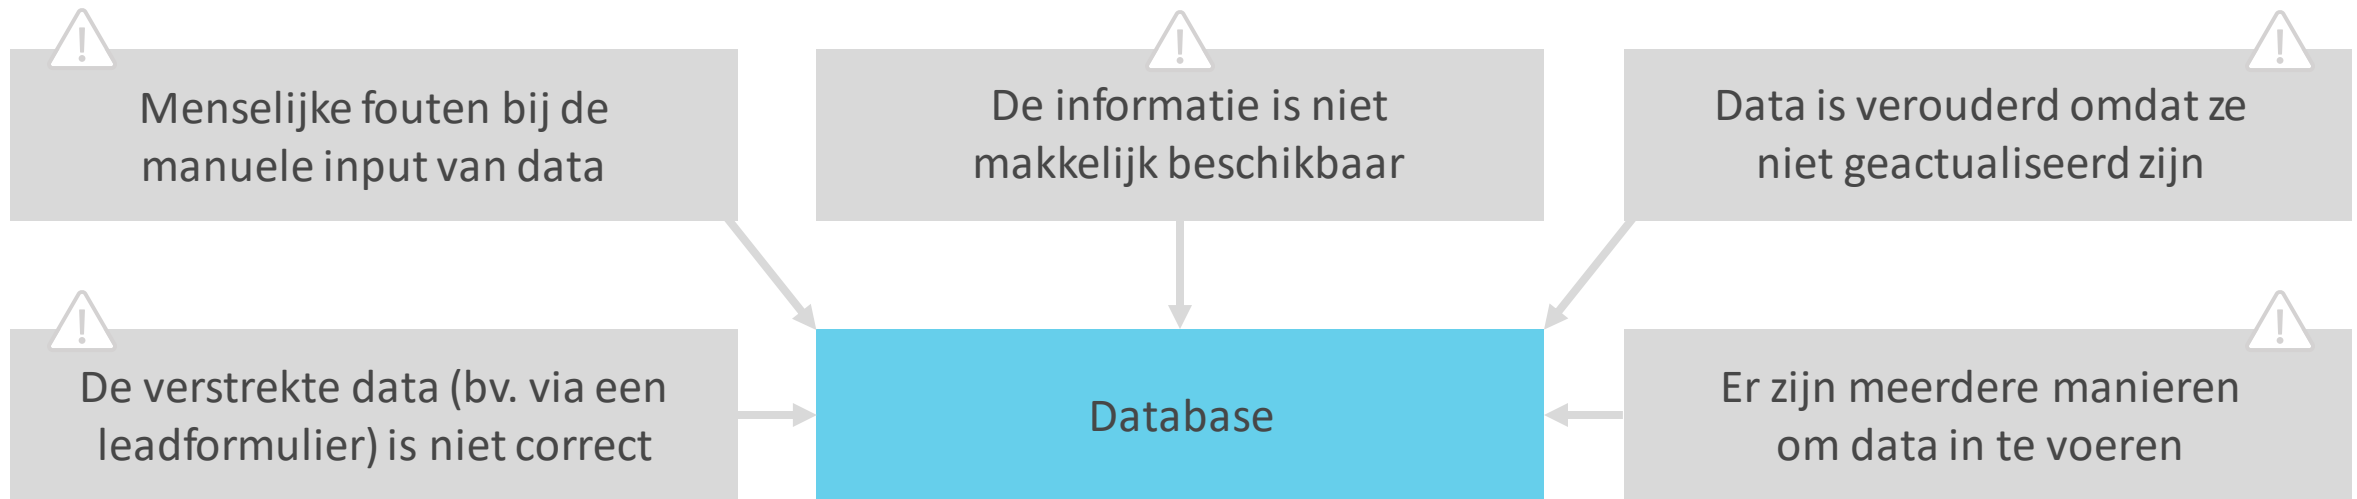 Menselijke fouten bij de
manuele input van data
De informatie is niet
makkelijk beschikbaar
Data is verouderd omdat ze
niet geactualiseerd zijn
De verstrekte data (bv. via een
leadformulier) is niet correct
Database
Er zijn meerdere manieren
om data in te voeren